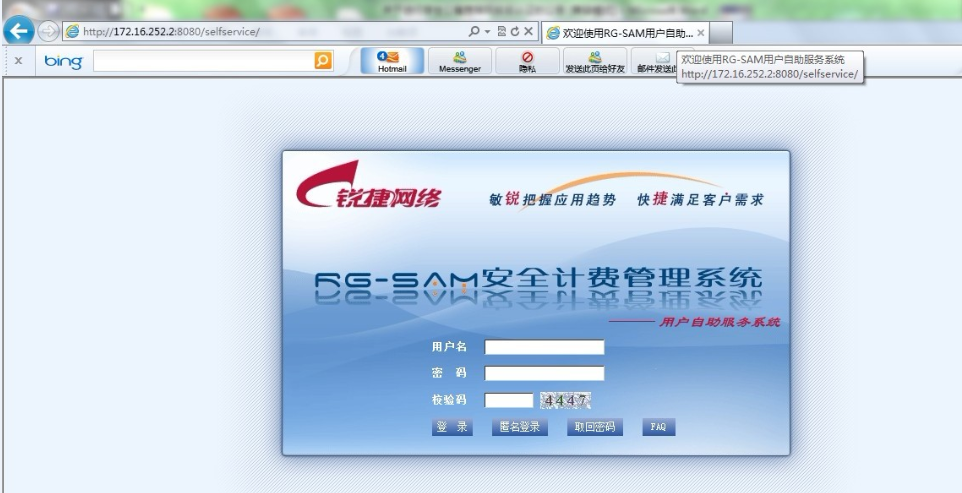 http://172.16.252.2:8080/selfservice/
欢迎使用RG-SAM用户自助...
x bing Hotmail Messenger 隐私 发送此页给好友 邮件发送此
欢迎使用RG-SAM用户自助服务系统
http://172.16.252.2:8080/selfservice/
锐捷网络 敏锐把握应用趋势 快捷满足客户需求
RG-SAM安全计费管理系统
用户自助服务系统
用户名
密 码
校验码 4447
登 录 匿名登录 取回密码 FAQ